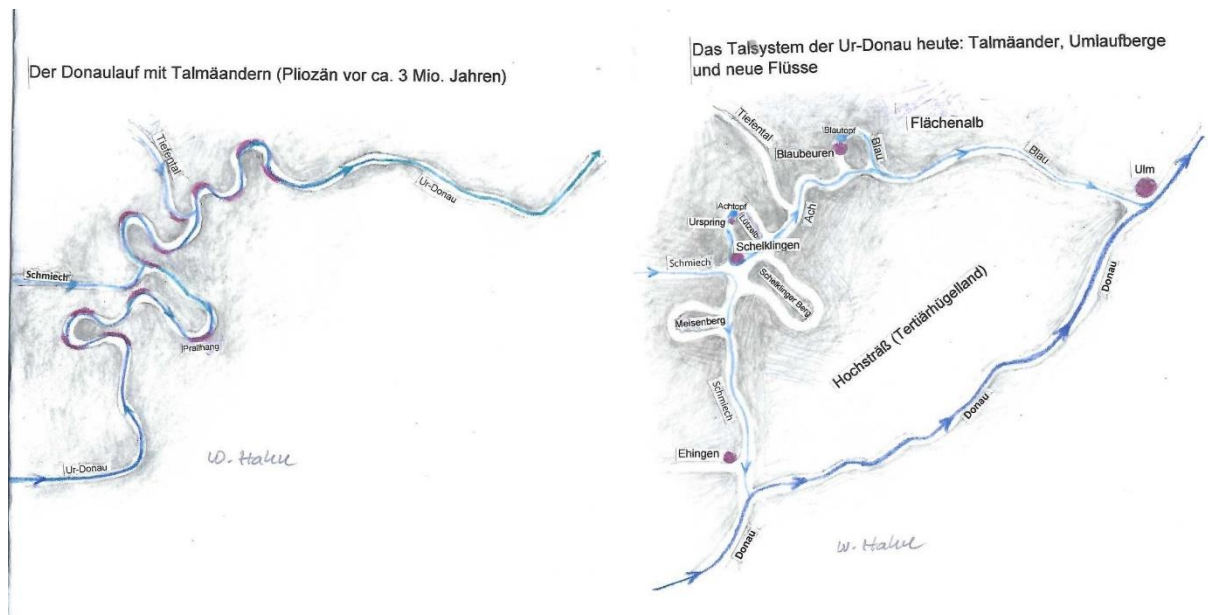 Der Donaulauf mit Talmäandern (Pliozän vor ca. 3 Mio. Jahren)
Tiefental
Ur-Donau
Schmiech
Prallhang
Ur-Donau
W. Hahn
Das Talsystem der Ur-Donau heute: Talmäander, Umlaufberge
und neue Flüsse
Tiefental
Blautopf
Flächenalb
Blaubeuren
Blau
Blau
Ulm
Achtopf
Urspring
Lützelb
Ach
Schelklingen
Schmiech
Schelklinger Berg
Meisenberg
Hochsträß (Tertiärhügelland)
Donau
Schmiech
Donau
Ehingen
Donau
W. Hahn